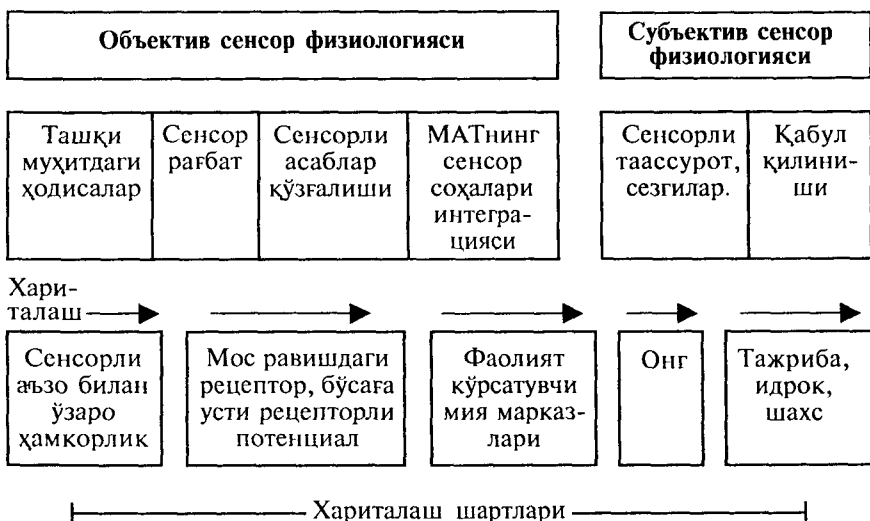 Объектив сенсор физиологияси
Субъектив сенсор
физиологияси
Ташқи
муҳитдаги
ҳодисалар
Сенсор
рағбат
Сенсорли
асаблар
қўзғалиши
МАТнинг
сенсор
соҳалари
интегра-
цияси
Сенсорли
таассурот,
сезгилар.
Қабул
қилини-
ши
Хари-
талаш
Сенсорли
аъзо билан
ўзаро
ҳамкорлик
Мос равишдаги
рецептор, бўсаға
усти рецепторли
потенциал
Фаолият
кўрсатувчи
мия марказ-
лари
Онг
Тажриба,
идрок,
шахс
Хариталаш шартлари